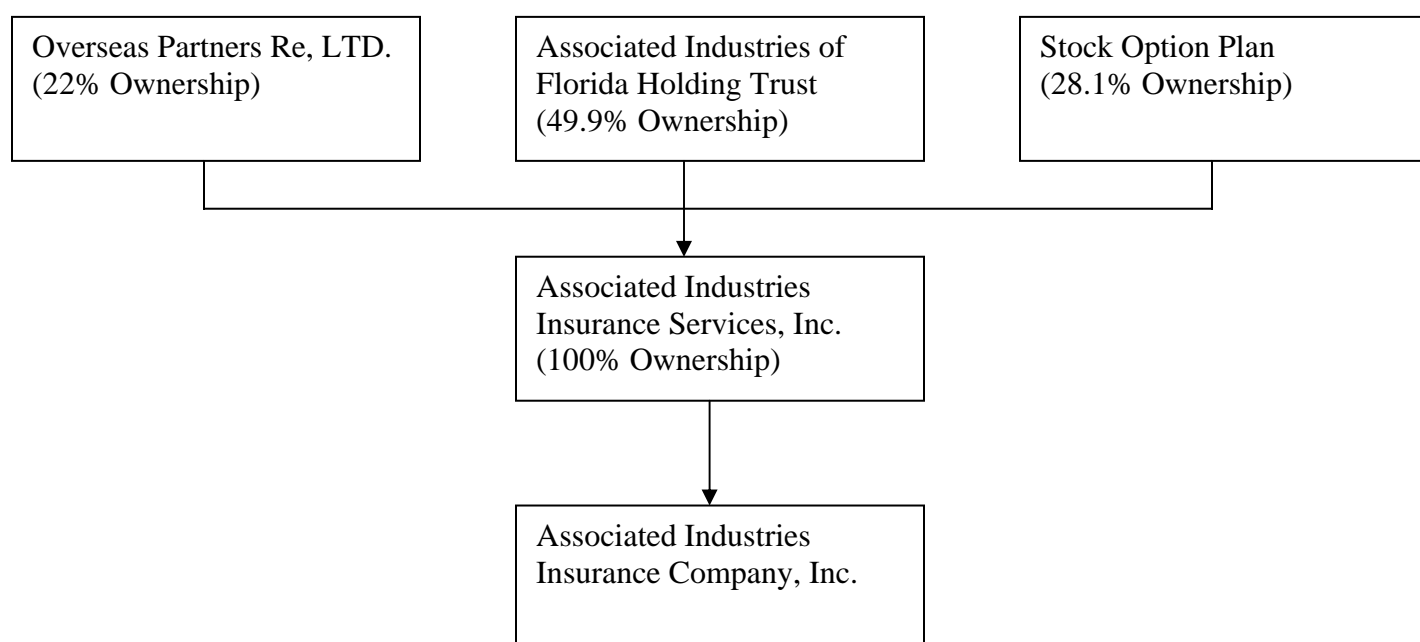 Overseas Partners Re, LTD.
(22% Ownership)
Associated Industries of
Florida Holding Trust
(49.9% Ownership)
Stock Option Plan
(28.1% Ownership)
Associated Industries
Insurance Services, Inc.
(100% Ownership)
Associated Industries
Insurance Company, Inc.